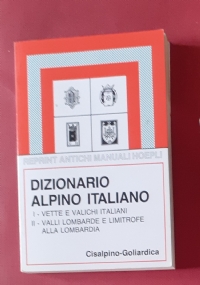 REPRINT ANTICHI MANUALI HOEPLI
DIZIONARIO
ALPINO ITALIANO
I - VETTE E VALICHI ITALIANI
II - VALLI LOMBARDE E LIMITROFE
ALLA LOMBARDIA
Cisalpino-Goliardica